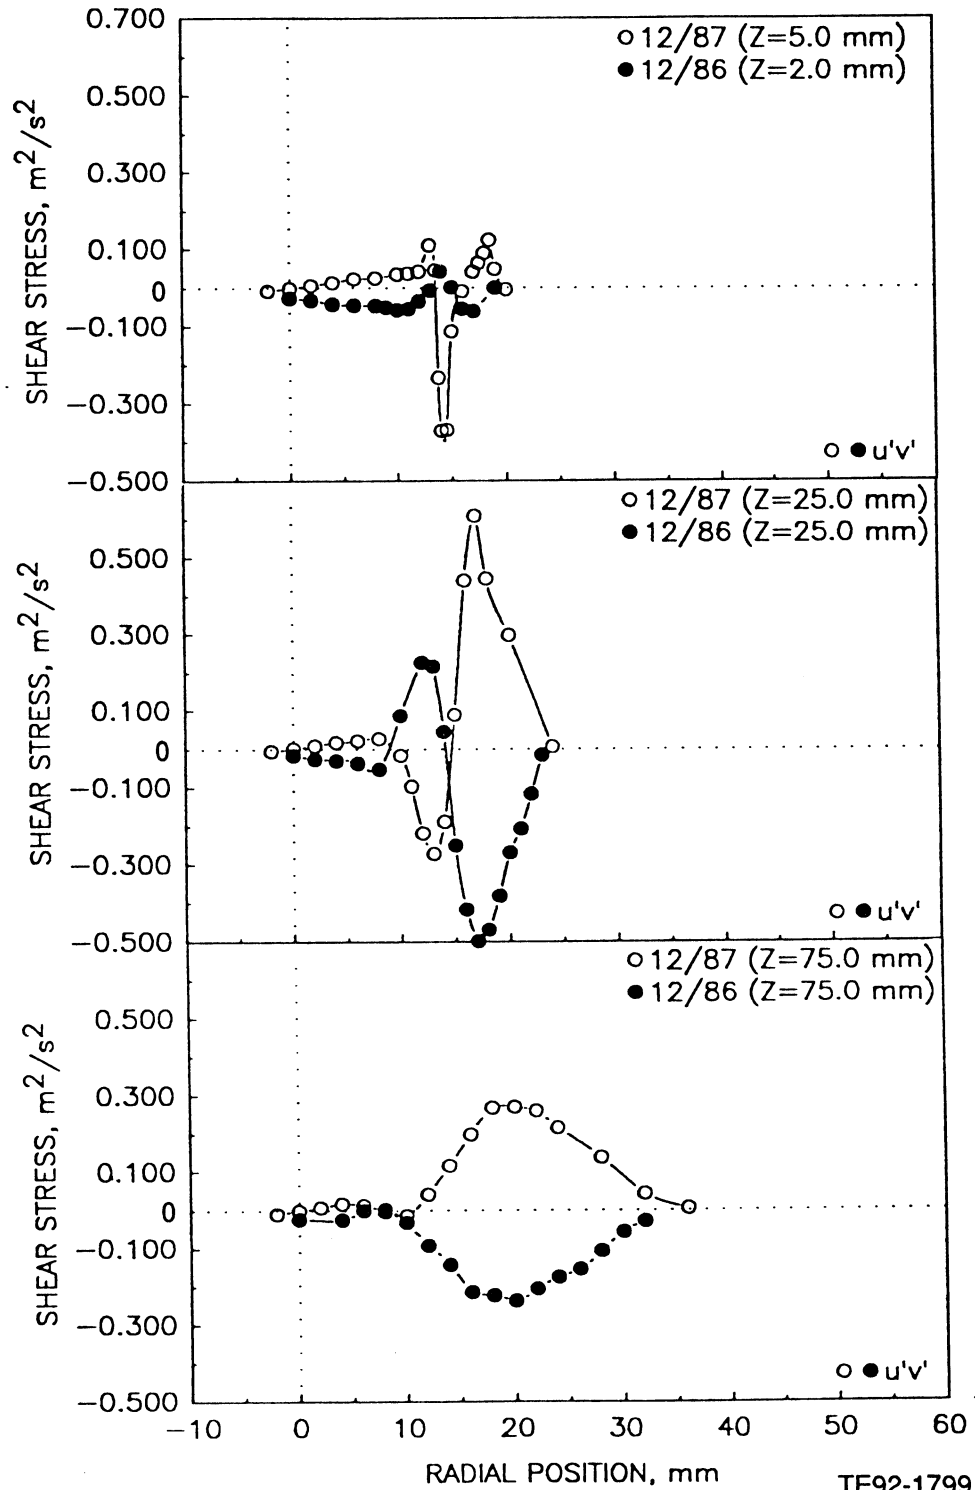 0.700
○ 12/87 (Z=5.0 mm)
● 12/86 (Z=2.0 mm)
0.500
0.300
0.100
0
−0.100
−0.300
−0.500
SHEAR STRESS, m²/s²
○ ● u'v'
○ 12/87 (Z=25.0 mm)
● 12/86 (Z=25.0 mm)
0.500
0.300
0.100
0
−0.100
−0.300
−0.500
SHEAR STRESS, m²/s²
○ ● u'v'
○ 12/87 (Z=75.0 mm)
● 12/86 (Z=75.0 mm)
0.500
0.300
0.100
0
−0.100
−0.300
−0.500
SHEAR STRESS, m²/s²
○ ● u'v'
−10 0 10 20 30 40 50 60
RADIAL POSITION, mm
TE92-1799